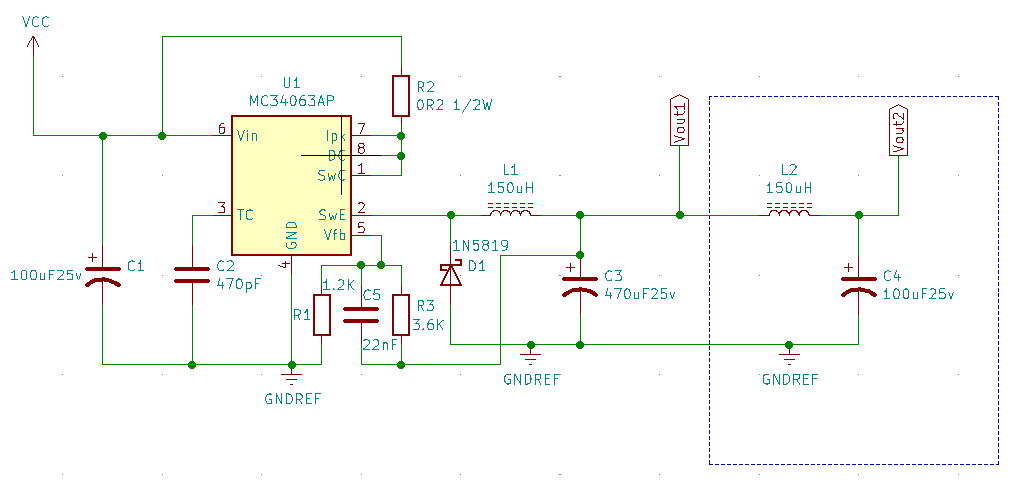 VCC
U1
MC34063AP
R2
0R2 1/2W
6
Vin
Ipk
7
DC
8
SwC
1
3
TC
SwE
2
Vfb
5
GND
4
Vout1
Vout2
L1
150uH
L2
150uH
100uF25v
C1
C2
470pF
1N5819
D1
1.2K
R1
C5
22nF
R3
3.6K
C3
470uF25v
C4
100uF25v
GNDREF
GNDREF
GNDREF